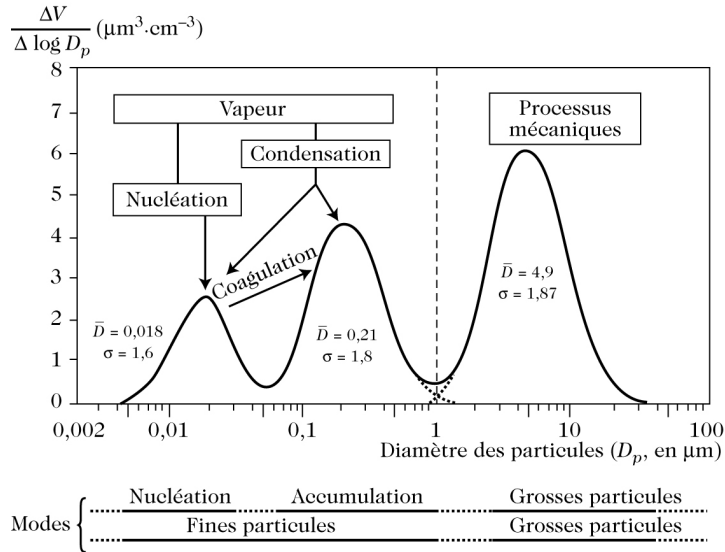 ΔV
Δ log Dp (μm³·cm⁻³)
8
7
6
5
4
3
2
1
0
Vapeur
Processus
mécaniques
Condensation
Nucléation
Coagulation
D̅ = 0,018
σ = 1,6
D̅ = 0,21
σ = 1,8
D̅ = 4,9
σ = 1,87
0,002 0,01 0,1 1 10 100
Diamètre des particules (Dp, en μm)
Modes
Nucléation Accumulation Grosses particules
Fines particules Grosses particules